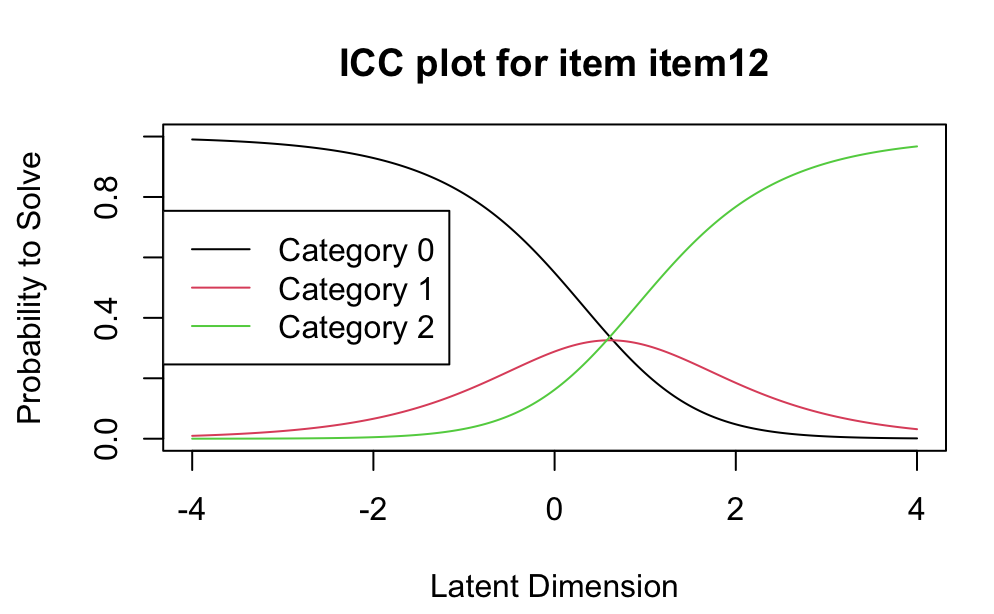 ICC plot for item item12
Probability to Solve
0.8
0.4
0.0
Category 0
Category 1
Category 2
-4 -2 0 2 4
Latent Dimension